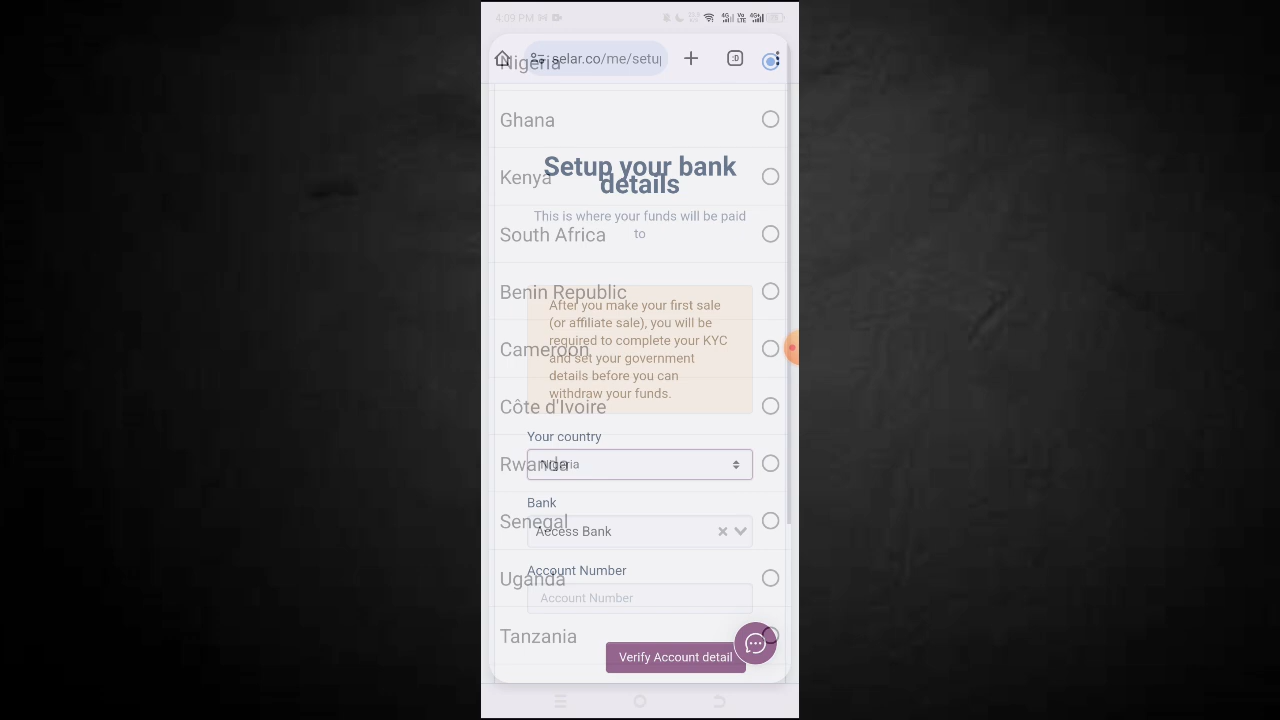 4:09 PM
selar.co/me/setup
:D
Nigeria
Ghana
Setup your bank
details
Kenya
This is where your funds will be paid
to
South Africa
Benin Republic
After you make your first sale
(or affiliate sale), you will be
required to complete your KYC
and set your government
details before you can
withdraw your funds.
Cameroon
Côte d'Ivoire
Your country
Nigeria
Rwanda
Bank
Access Bank
Senegal
Account Number
Uganda
Account Number
Tanzania
Verify Account detail